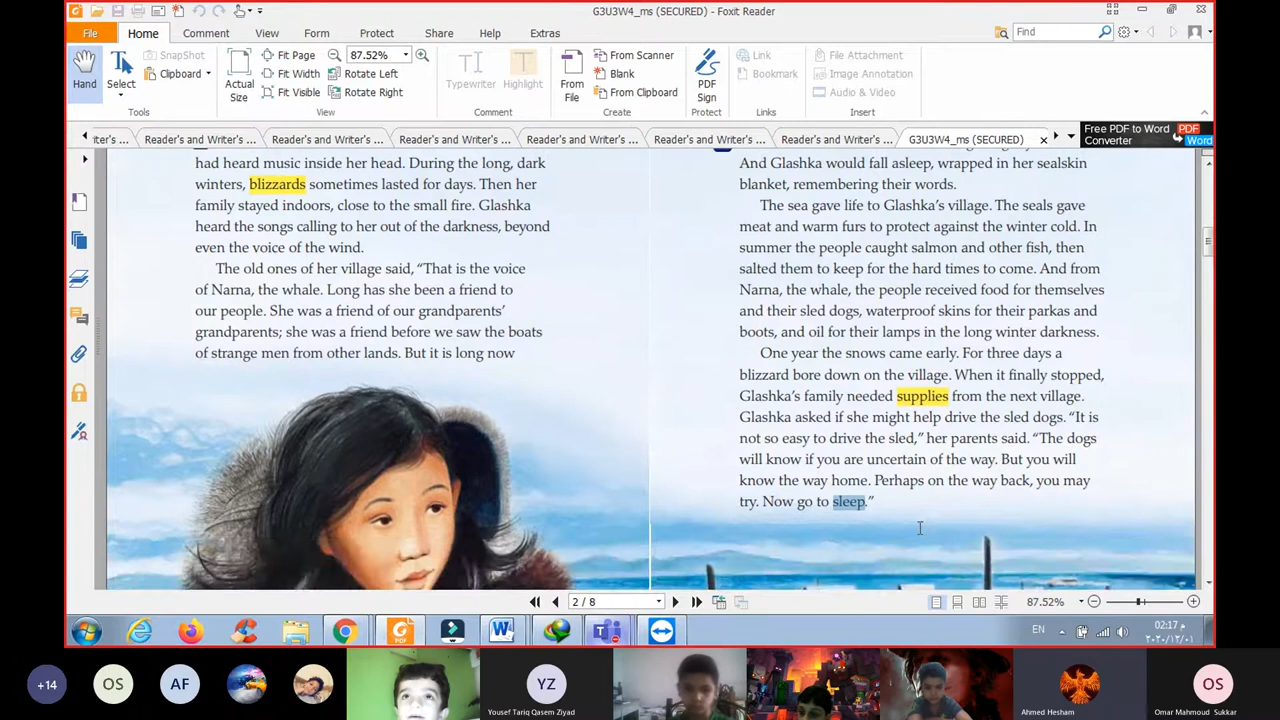 G3U3W4_ms (SECURED) - Foxit Reader
File Home Comment View Form Protect Share Help Extras
Find
Hand
Select
SnapShot
Clipboard
Tools
Actual Size
Fit Page
Fit Width
Fit Visible
87.52%
Rotate Left
Rotate Right
View
Typewriter
Highlight
Comment
From File
From Scanner
Blank
From Clipboard
Create
PDF Sign
Protect
Link
Bookmark
Links
File Attachment
Image Annotation
Audio & Video
Insert
iter's ... Reader's and Writer's ... Reader's and Writer's ... Reader's and Writer's ... Reader's and Writer's ... Reader's and Writer's ... Reader's and Writer's ... G3U3W4_ms (SECURED)
Free PDF to Word Converter
PDF
Word
had heard music inside her head. During the long, dark
winters, blizzards sometimes lasted for days. Then her
family stayed indoors, close to the small fire. Glashka
heard the songs calling to her out of the darkness, beyond
even the voice of the wind.
The old ones of her village said, “That is the voice
of Narna, the whale. Long has she been a friend to
our people. She was a friend of our grandparents’
grandparents; she was a friend before we saw the boats
of strange men from other lands. But it is long now
And Glashka would fall asleep, wrapped in her sealskin
blanket, remembering their words.
The sea gave life to Glashka’s village. The seals gave
meat and warm furs to protect against the winter cold. In
summer the people caught salmon and other fish, then
salted them to keep for the hard times to come. And from
Narna, the whale, the people received food for themselves
and their sled dogs, waterproof skins for their parkas and
boots, and oil for their lamps in the long winter darkness.
One year the snows came early. For three days a
blizzard bore down on the village. When it finally stopped,
Glashka’s family needed supplies from the next village.
Glashka asked if she might help drive the sled dogs. “It is
not so easy to drive the sled,” her parents said. “The dogs
will know if you are uncertain of the way. But you will
know the way home. Perhaps on the way back, you may
try. Now go to sleep.”
2 / 8
87.52%
EN
02:17 م
٢٠٢٠/١٢/٠١
+14
OS
AF
YZ
Yousef Tariq Qasem Ziyad
Ahmed Hesham
OS
Omar Mahmoud Sukkar